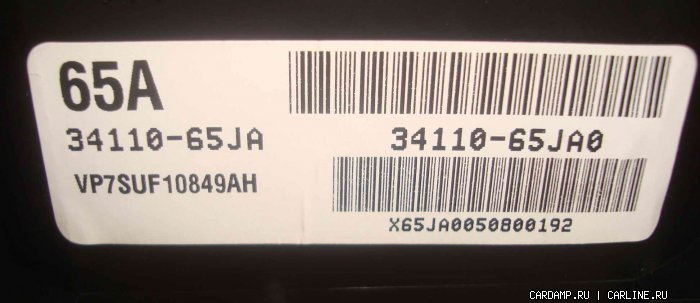 65A
34110-65JA
VP7SUF10849AH
34110-65JA0
X65JA0050800192
CARDAMP.RU | CARLINE.RU